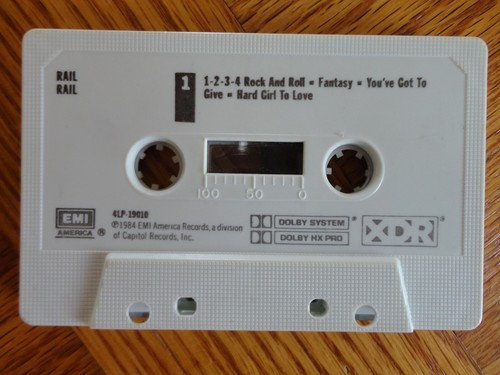 RAIL
RAIL
1
1-2-3-4 Rock And Roll ▪ Fantasy ▪ You've Got To
Give ▪ Hard Girl To Love
100 50 0
EMI
AMERICA ®
4LP-19010
℗1984 EMI America Records, a division
of Capitol Records, Inc.
DOLBY SYSTEM ®
DOLBY HX PRO
XDR ®